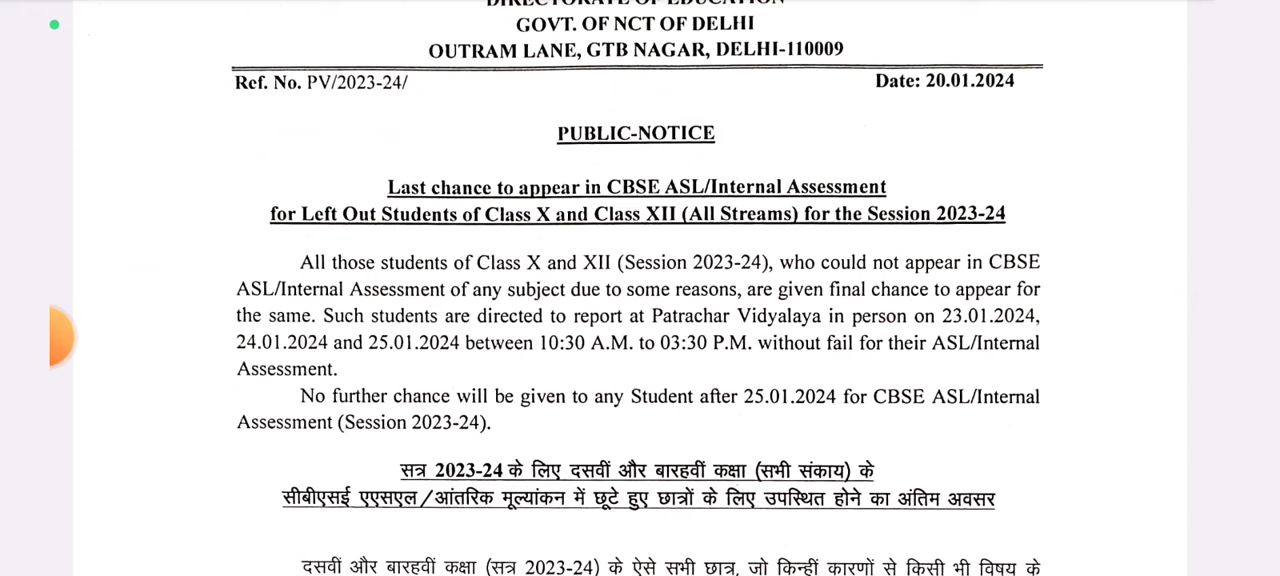 DIRECTORATE OF EDUCATION
GOVT. OF NCT OF DELHI
OUTRAM LANE, GTB NAGAR, DELHI-110009
Ref. No. PV/2023-24/ Date: 20.01.2024
PUBLIC-NOTICE
Last chance to appear in CBSE ASL/Internal Assessment
for Left Out Students of Class X and Class XII (All Streams) for the Session 2023-24
All those students of Class X and XII (Session 2023-24), who could not appear in CBSE
ASL/Internal Assessment of any subject due to some reasons, are given final chance to appear for
the same. Such students are directed to report at Patrachar Vidyalaya in person on 23.01.2024,
24.01.2024 and 25.01.2024 between 10:30 A.M. to 03:30 P.M. without fail for their ASL/Internal
Assessment.
No further chance will be given to any Student after 25.01.2024 for CBSE ASL/Internal
Assessment (Session 2023-24).
सत्र 2023-24 के लिए दसवीं और बारहवीं कक्षा (सभी संकाय) के
सीबीएसई एएसएल/आंतरिक मूल्यांकन में छूटे हुए छात्रों के लिए उपस्थित होने का अंतिम अवसर
दसवीं और बारहवीं कक्षा (सत्र 2023-24) के ऐसे सभी छात्र, जो किन्हीं कारणों से किसी भी विषय के